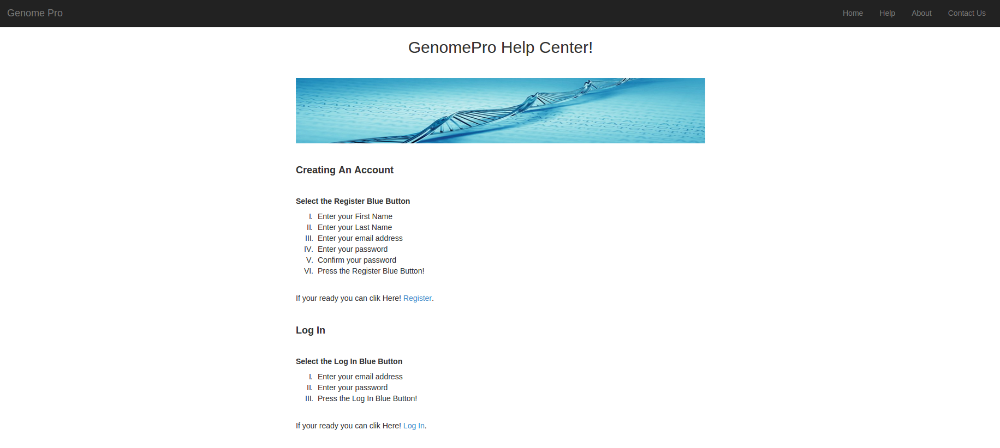 Genome Pro
Home Help About Contact Us
GenomePro Help Center!
Creating An Account
Select the Register Blue Button
I. Enter your First Name
II. Enter your Last Name
III. Enter your email address
IV. Enter your password
V. Confirm your password
VI. Press the Register Blue Button!
If your ready you can clik Here! Register.
Log In
Select the Log In Blue Button
I. Enter your email address
II. Enter your password
III. Press the Log In Blue Button!
If your ready you can clik Here! Log In.